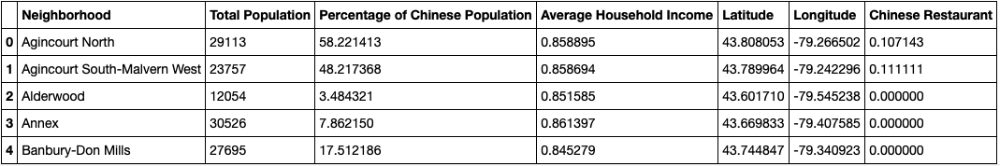 Neighborhood Total Population Percentage of Chinese Population Average Household Income Latitude Longitude Chinese Restaurant
0 Agincourt North 29113 58.221413 0.858895 43.808053 -79.266502 0.107143
1 Agincourt South-Malvern West 23757 48.217368 0.858694 43.789964 -79.242296 0.111111
2 Alderwood 12054 3.484321 0.851585 43.601710 -79.545238 0.000000
3 Annex 30526 7.862150 0.861397 43.669833 -79.407585 0.000000
4 Banbury-Don Mills 27695 17.512186 0.845279 43.744847 -79.340923 0.000000